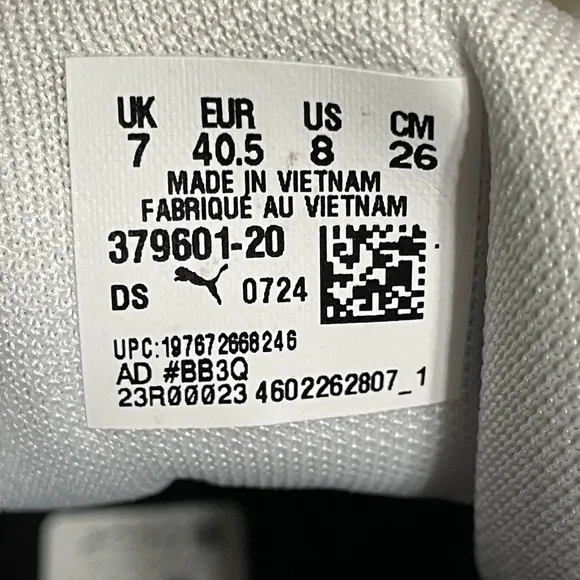 UK EUR US CM
7 40.5 8 26
MADE IN VIETNAM
FABRIQUÉ AU VIETNAM
379601-20
DS 0724
UPC:197672668246
AD #BB3Q
23R00023 4602262807_1